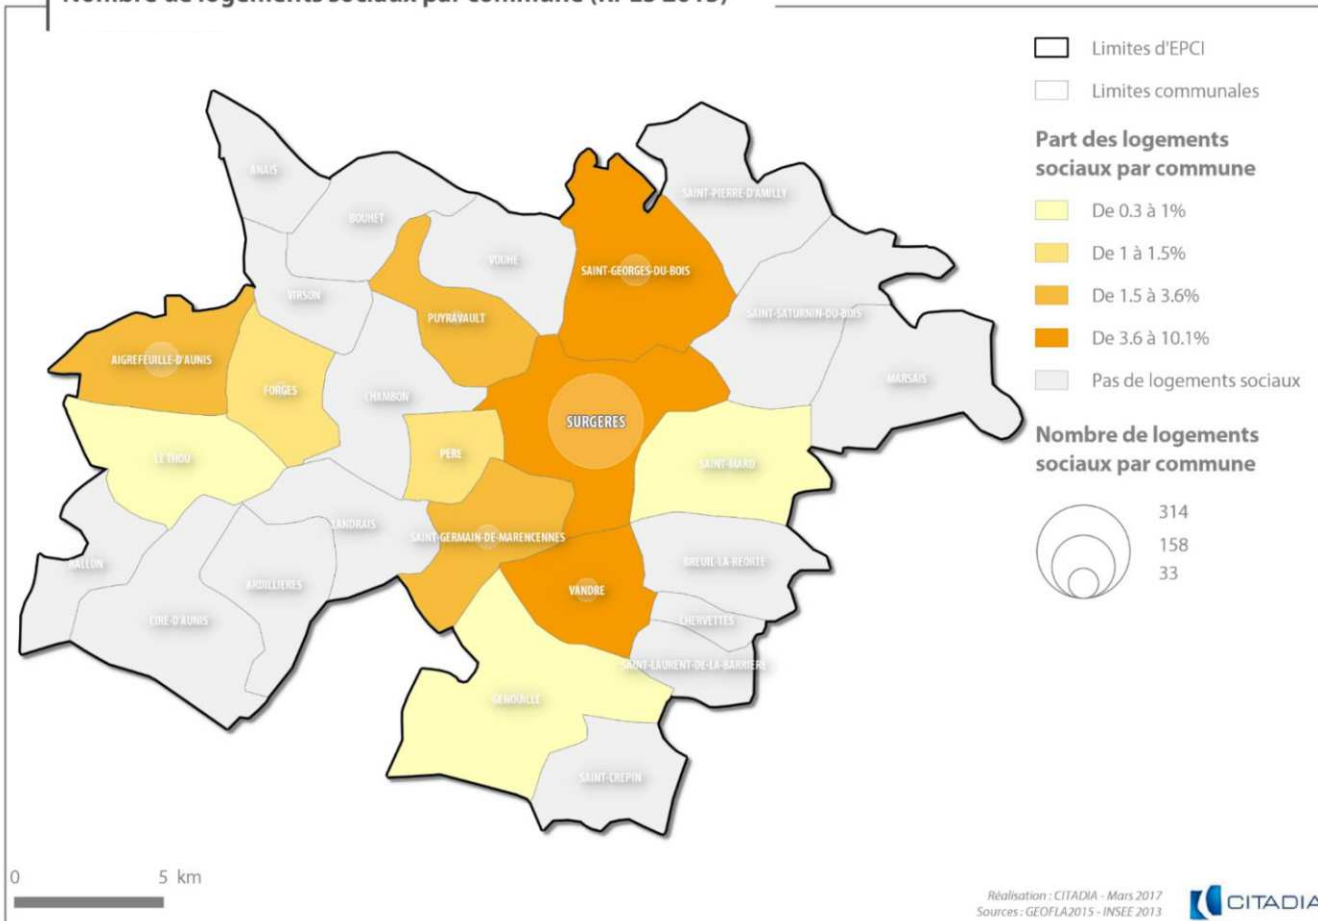 Nombre de logements sociaux par commune (RPLS 2015)
Limites d'EPCI
Limites communales
Part des logements
sociaux par commune
De 0.3 à 1%
De 1 à 1.5%
De 1.5 à 3.6%
De 3.6 à 10.1%
Pas de logements sociaux
Nombre de logements
sociaux par commune
314
158
33
ANAIS
BOUHET
VOUHE
SAINT-PIERRE-D'AMILLY
SAINT-GEORGES-DU-BOIS
VIRSON
PUYRAVAULT
SAINT-SATURNIN-DU-BOIS
AIGREFEUILLE-D'AUNIS
FORGES
CHAMBON
MARSAIS
SURGERES
LE THOU
PERE
SAINT-MARD
LANDRAIS
SAINT-GERMAIN-DE-MARENCENNES
BALLON
ARDILLIERES
BREUIL-LA-REORTE
VANDRE
CIRE-D'AUNIS
CHERVETTES
SAINT-LAURENT-DE-LA-BARRIERE
GENOUILLE
SAINT-CREPIN
0 5 km
Réalisation : CITADIA - Mars 2017
Sources : GEOFLA2015 - INSEE 2013
CITADIA